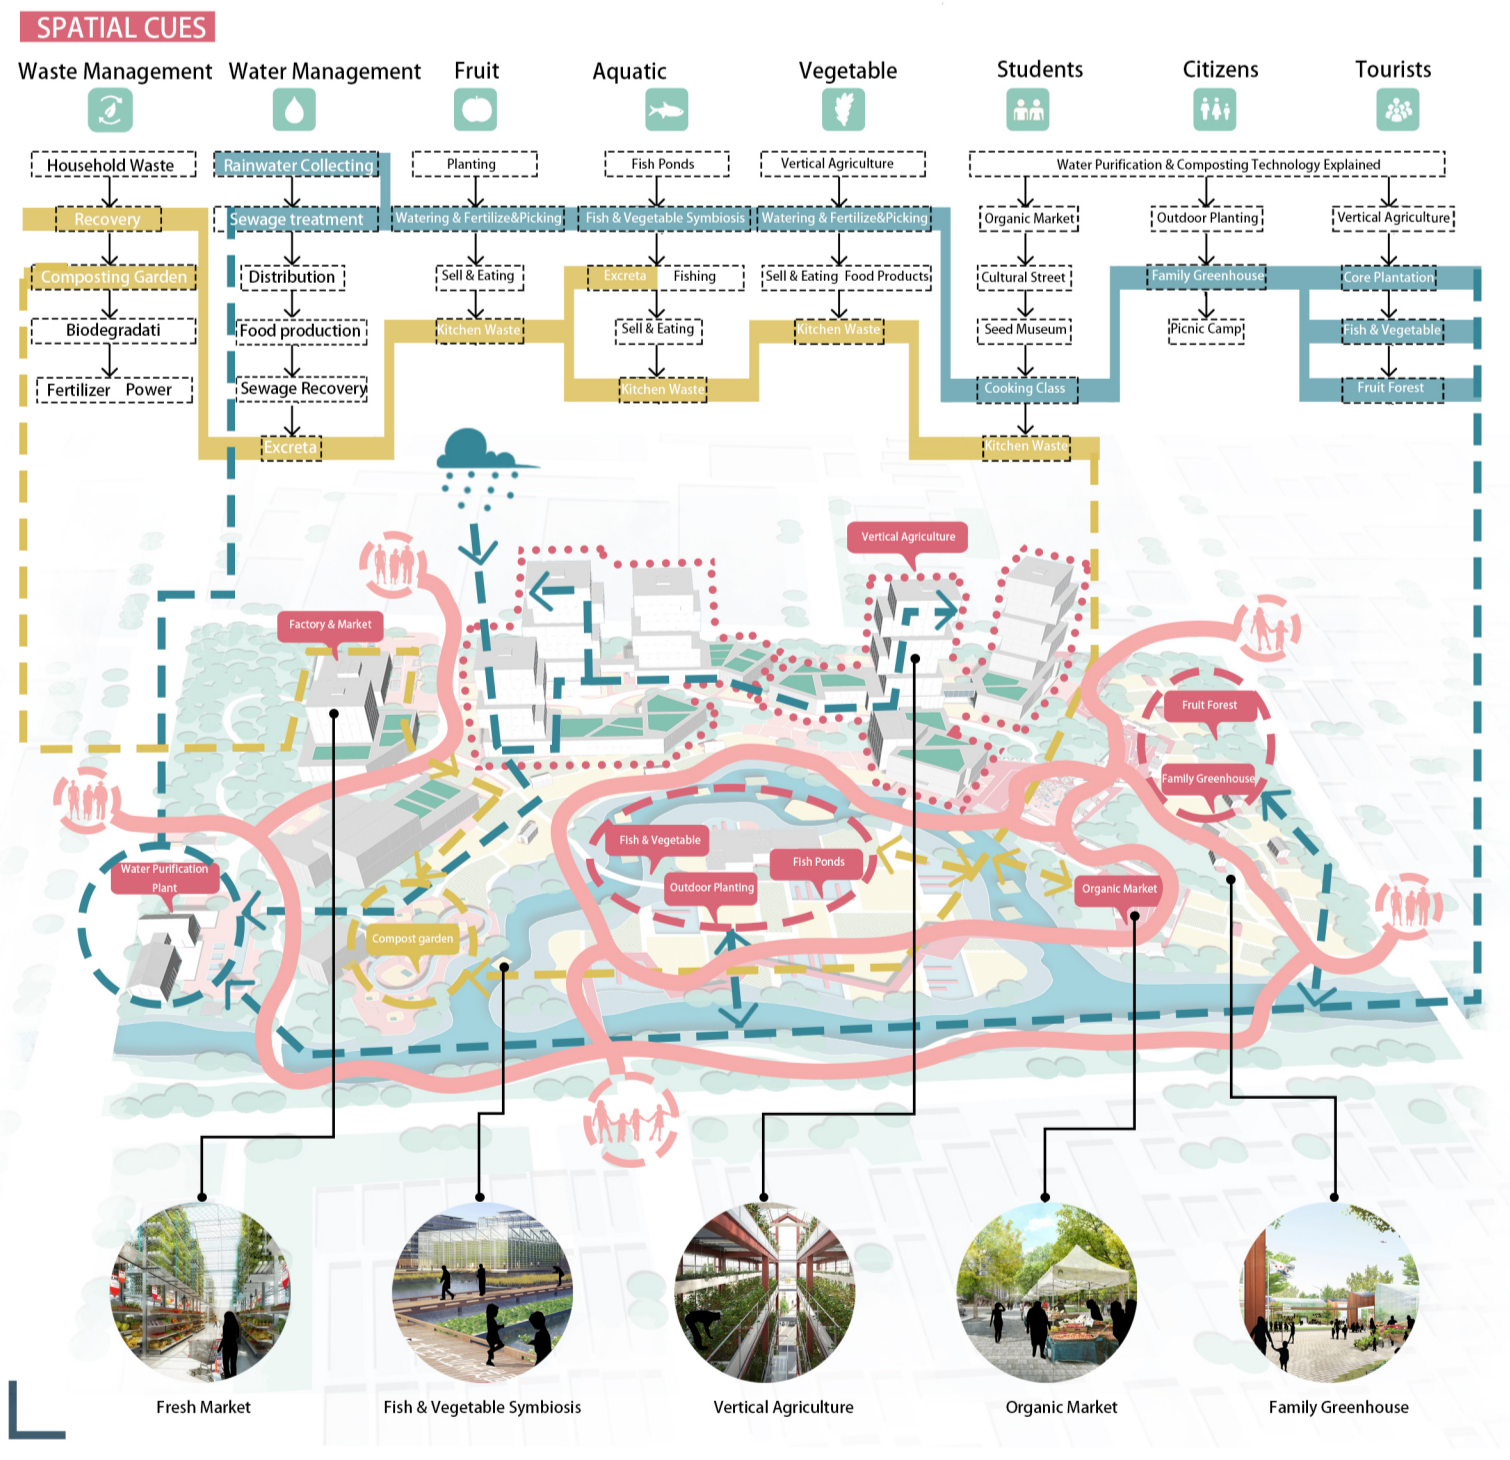 SPATIAL CUES
Waste Management
Water Management
Fruit
Aquatic
Vegetable
Students
Citizens
Tourists
Household Waste
Rainwater Collecting
Planting
Fish Ponds
Vertical Agriculture
Water Purification & Composting Technology Explained
Recovery
Sewage treatment
Watering & Fertilize&Picking
Fish & Vegetable Symbiosis
Watering & Fertilize&Picking
Organic Market
Outdoor Planting
Vertical Agriculture
Composting Garden
Distribution
Sell & Eating
Excreta
Fishing
Sell & Eating Food Products
Cultural Street
Family Greenhouse
Core Plantation
Biodegradati
Food production
Kitchen Waste
Sell & Eating
Kitchen Waste
Seed Museum
Picnic Camp
Fish & Vegetable
Fertilizer Power
Sewage Recovery
Kitchen Waste
Cooking Class
Fruit Forest
Excreta
Kitchen Waste
Vertical Agriculture
Factory & Market
Fruit Forest
Family Greenhouse
Fish & Vegetable
Fish Ponds
Outdoor Planting
Organic Market
Water Purification
Plant
Compost garden
Fresh Market
Fish & Vegetable Symbiosis
Vertical Agriculture
Organic Market
Family Greenhouse